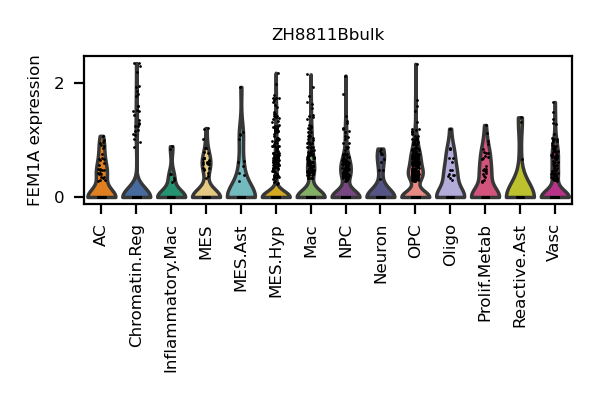 ZH8811Bbulk
FEM1A expression
2
0
AC
Chromatin.Reg
Inflammatory.Mac
MES
MES.Ast
MES.Hyp
Mac
NPC
Neuron
OPC
Oligo
Prolif.Metab
Reactive.Ast
Vasc